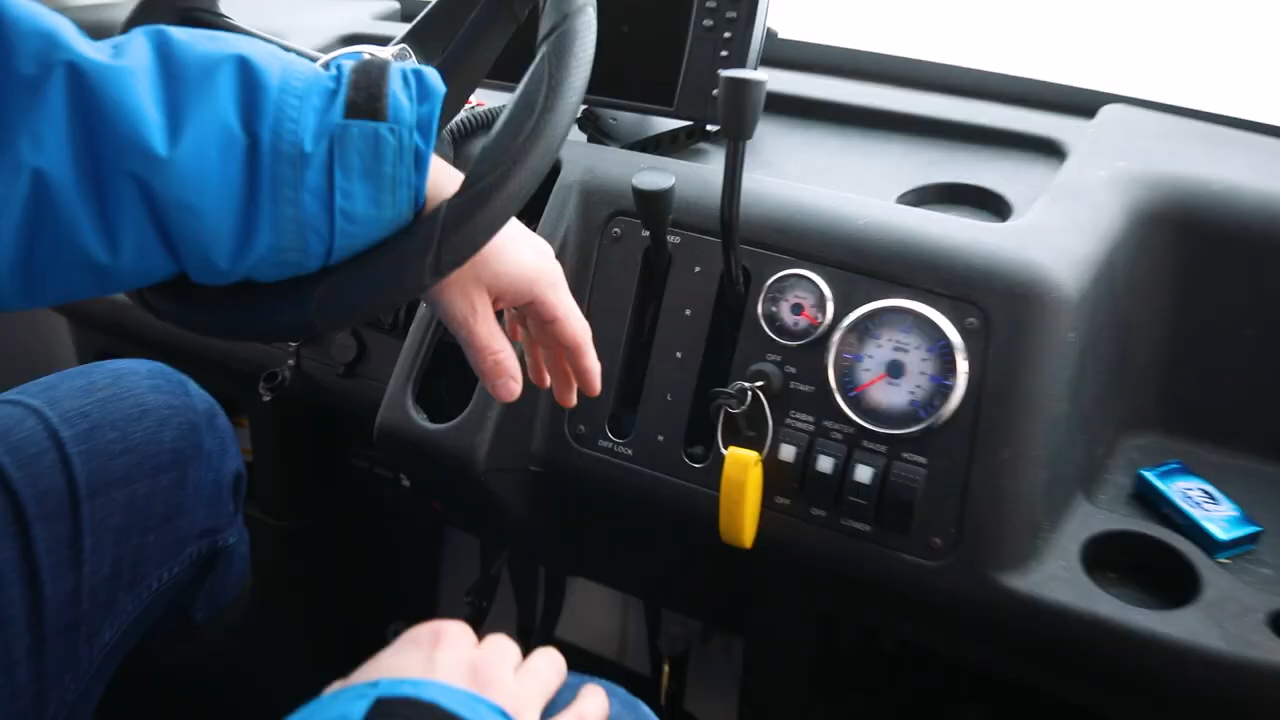 UNLOCKED
P
R
N
L
H
DIFF LOCK
OFF
ON
START
CABIN
POWER
HEATER
ON
RAISE
HORN
OFF
OFF
LOWER